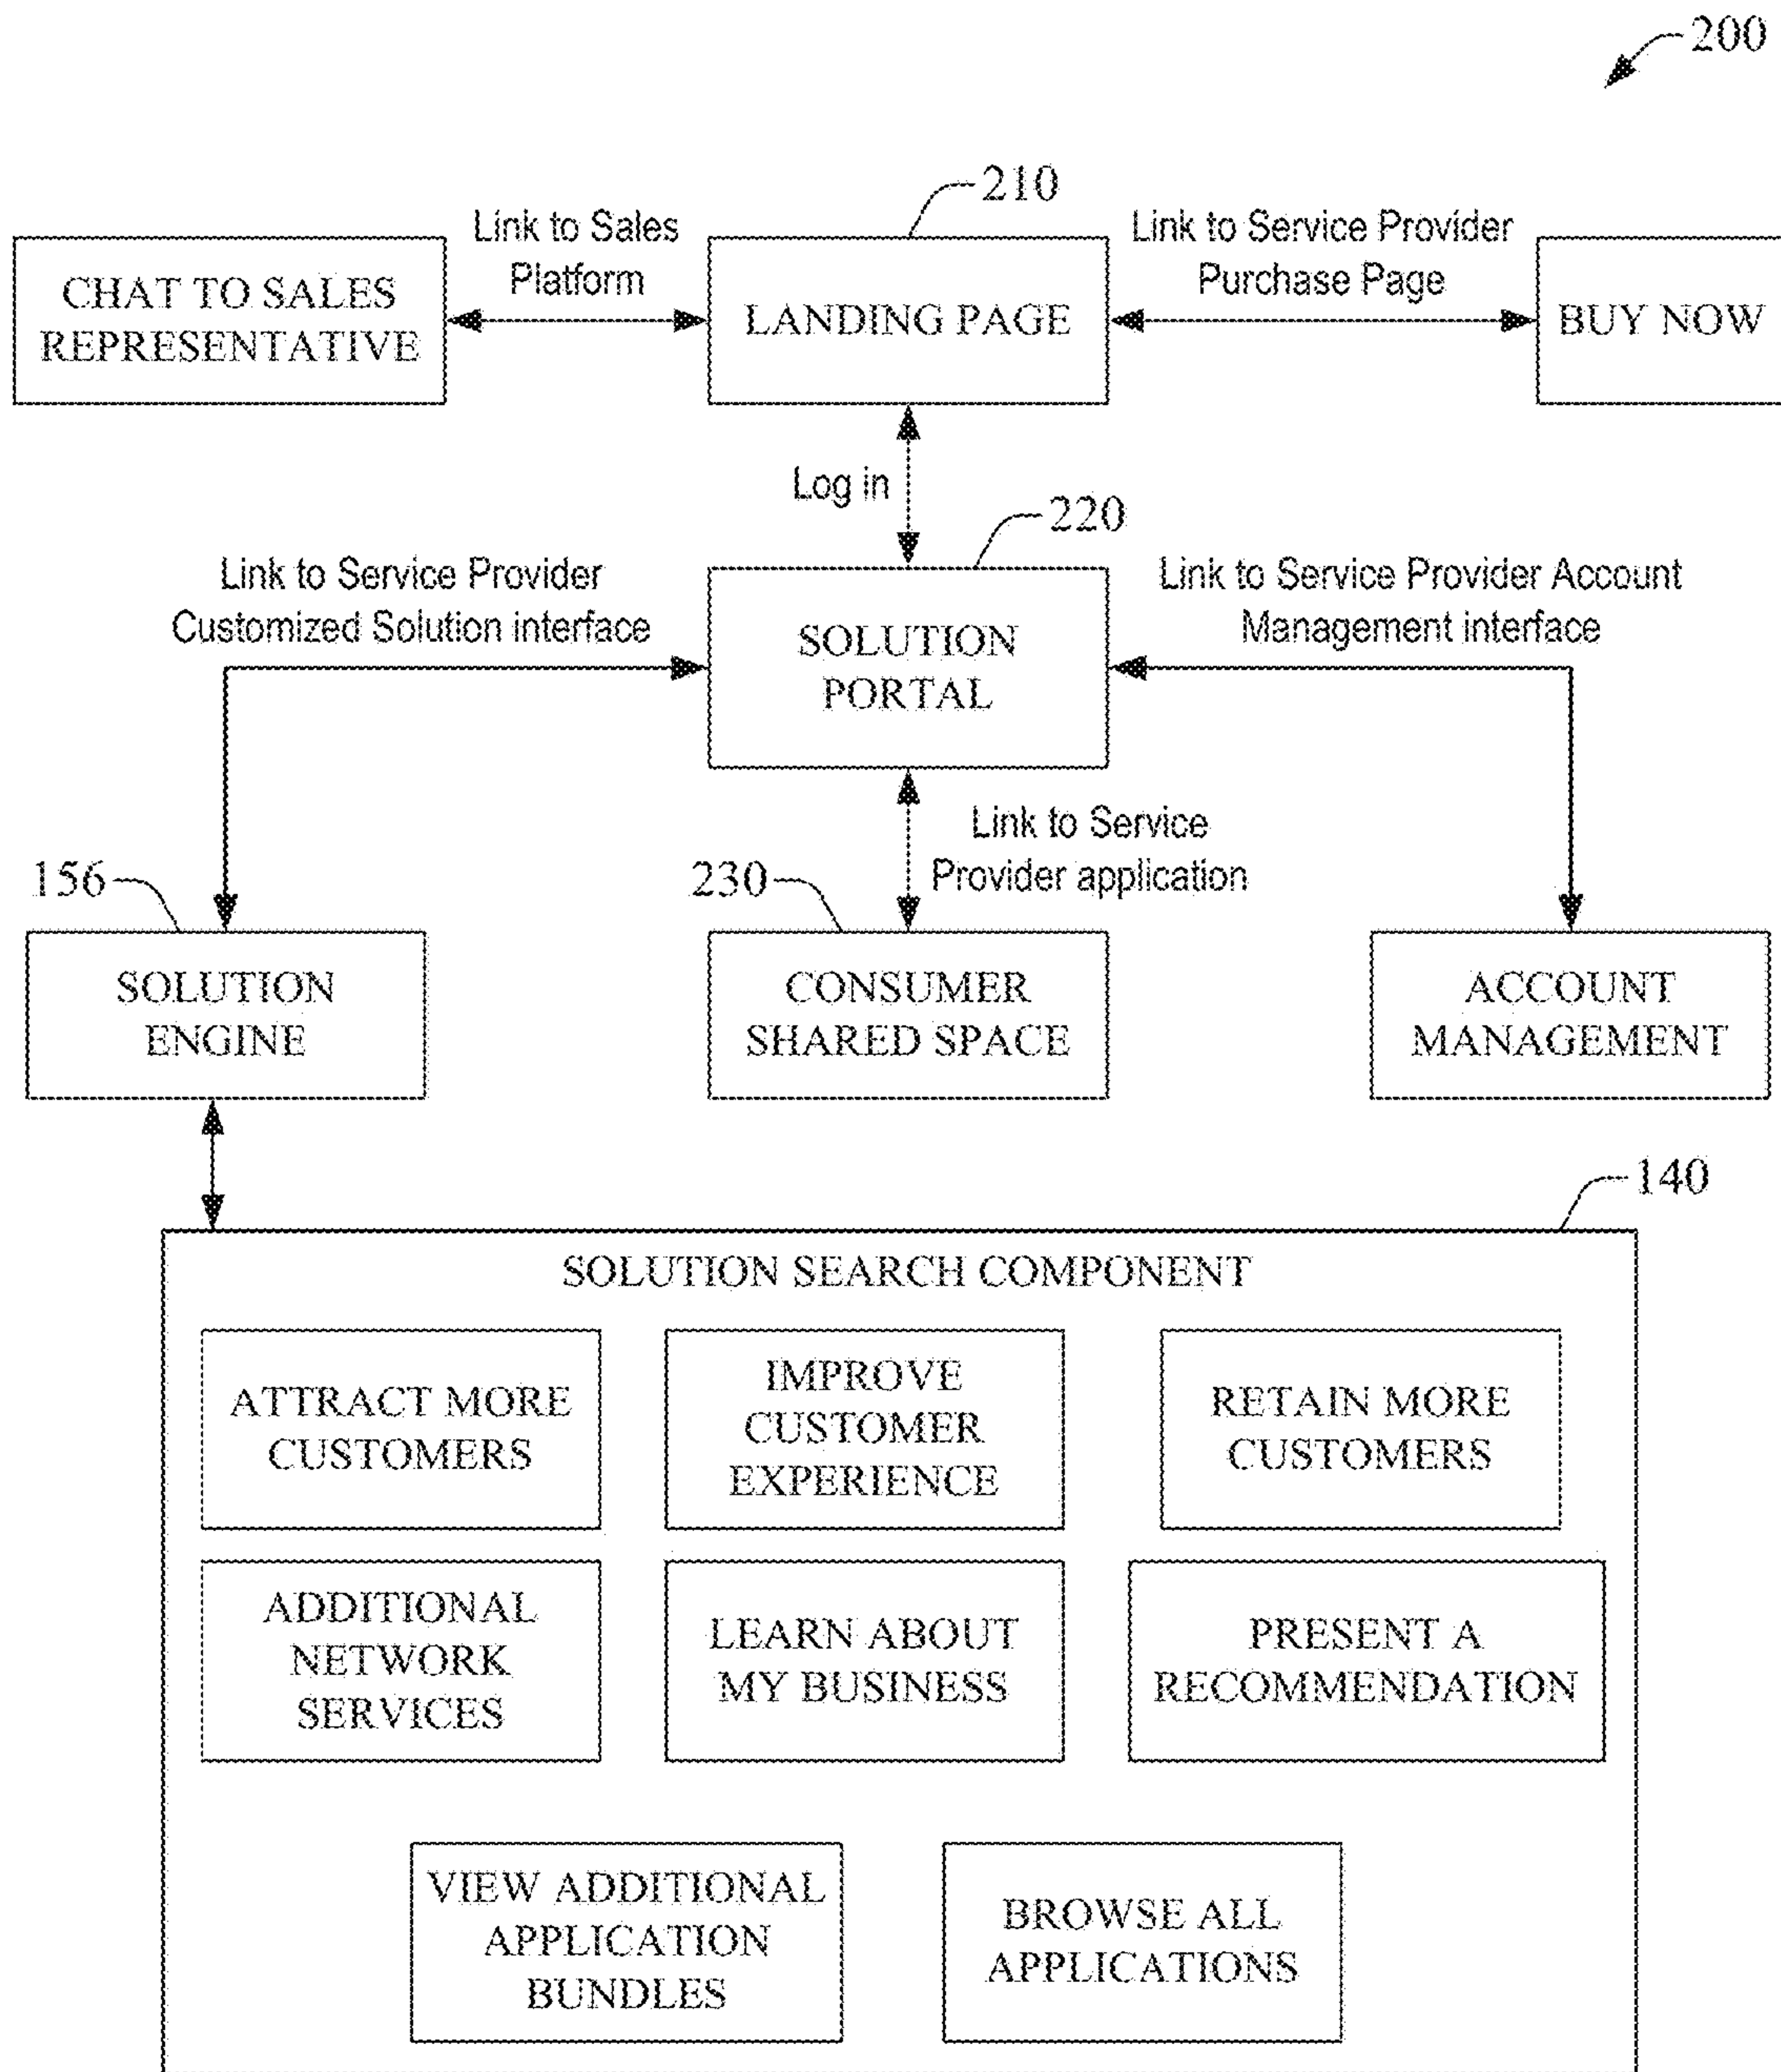 200
210
Link to Sales
Platform
Link to Service Provider
Purchase Page
CHAT TO SALES
REPRESENTATIVE
LANDING PAGE
BUY NOW
Log in
220
Link to Service Provider
Customized Solution interface
SOLUTION
PORTAL
Link to Service Provider Account
Management interface
156
230
Link to Service
Provider application
SOLUTION
ENGINE
CONSUMER
SHARED SPACE
ACCOUNT
MANAGEMENT
140
SOLUTION SEARCH COMPONENT
ATTRACT MORE
CUSTOMERS
IMPROVE
CUSTOMER
EXPERIENCE
RETAIN MORE
CUSTOMERS
ADDITIONAL
NETWORK
SERVICES
LEARN ABOUT
MY BUSINESS
PRESENT A
RECOMMENDATION
VIEW ADDITIONAL
APPLICATION
BUNDLES
BROWSE ALL
APPLICATIONS